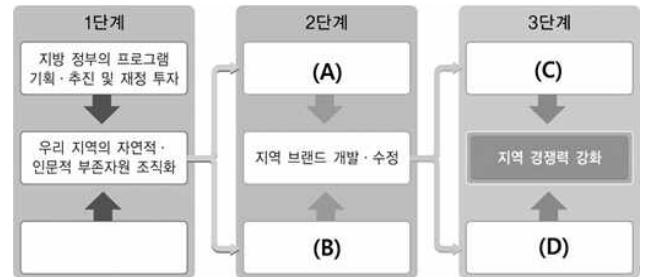 1단계
지방 정부의 프로그램
기획·추진 및 재정 투자
우리 지역의 자연적·
인문적 부존자원 조직화
2단계
(A)
지역 브랜드 개발·수정
(B)
3단계
(C)
지역 경쟁력 강화
(D)